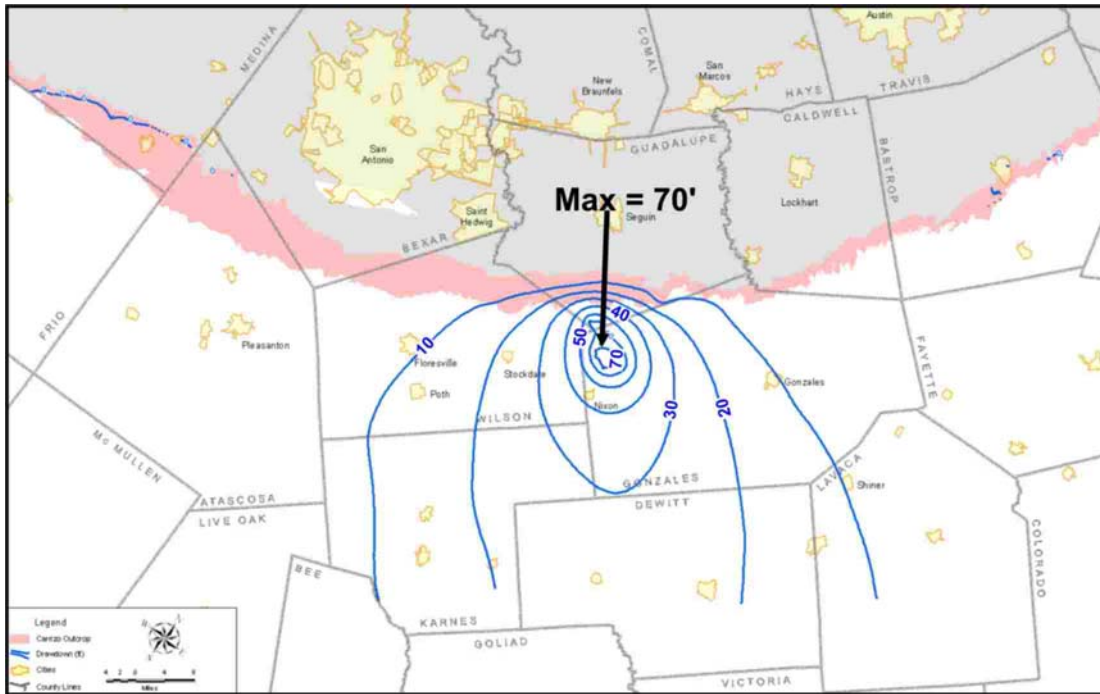 Austin
MEDINA
COMAL
San
Marcos
New
Braunfels
HAYS
TRAVIS
CALDWELL
San
Antonio
GUADALUPE
BASTROP
Max = 70'
Saint
Hedwig
Seguin
Lockhart
BEXAR
FRIO
40
10
50
Pleasanton
Floresville
Stockdale
70
FAYETTE
Poth
Nixon
Gonzales
30
20
WILSON
Mc MULLEN
GONZALES
LAVACA
Shiner
ATASCOSA
DEWITT
LIVE OAK
COLORADO
BEE
KARNES
GOLIAD
VICTORIA
Legend
Carrizo Outcrop
Drawdown (ft)
Cities
County Lines
Miles